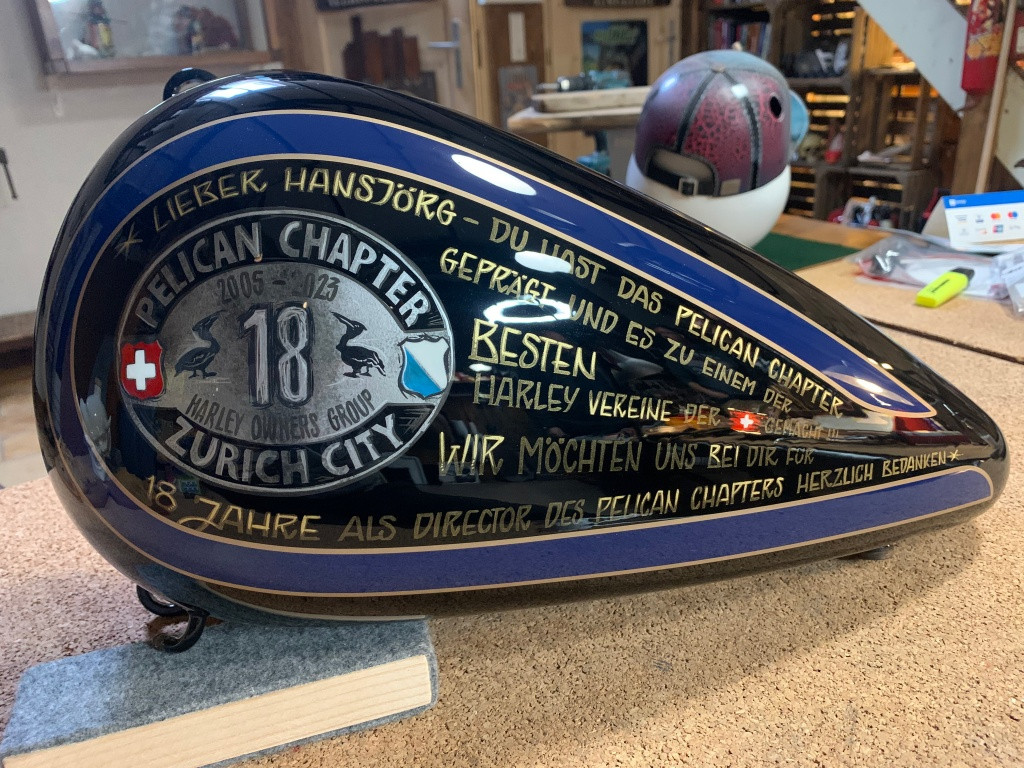 * LIEBER HANSJÖRG - DU HAST DAS PELICAN CHAPTER
GEPRÄGT UND ES ZU EINEM DER
BESTEN
HARLEY VEREINE DER GEMACHT !!!
WIR MÖCHTEN UNS BEI DIR FÜR
18 JAHRE ALS DIRECTOR DES PELICAN CHAPTERS HERZLICH BEDANKEN *
PELICAN CHAPTER
2005 - 2023
18
HARLEY OWNERS GROUP
ZURICH CITY